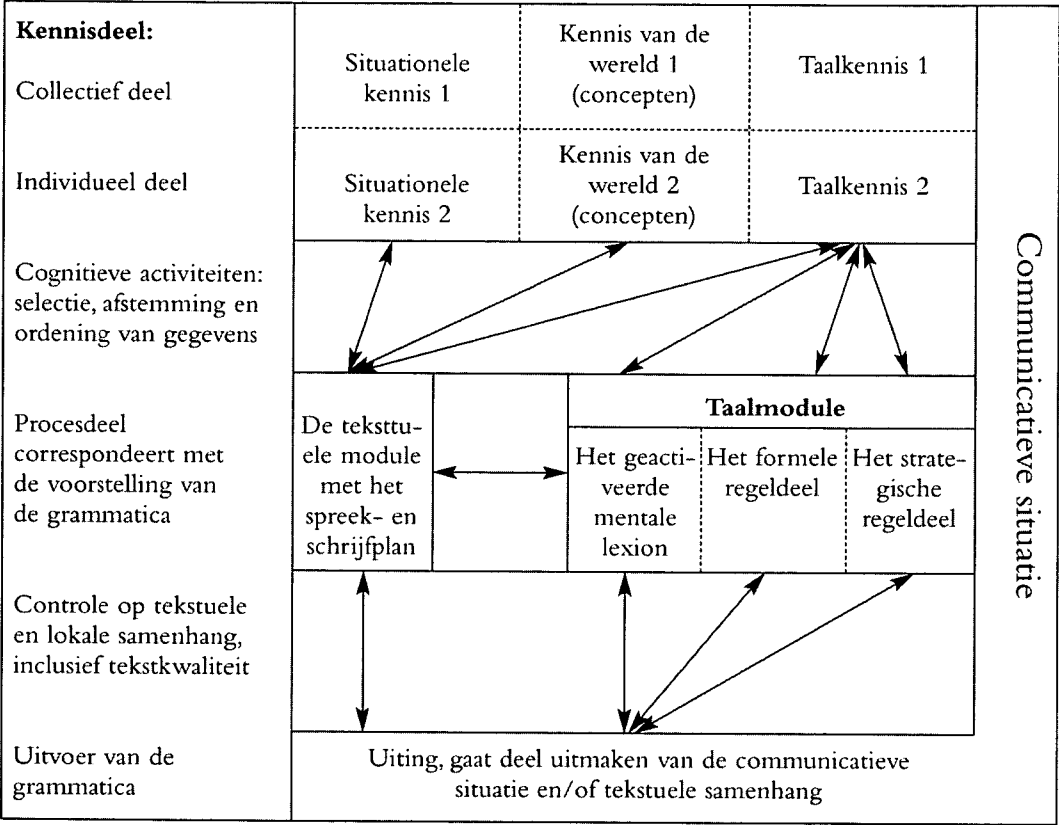 Kennisdeel:
Collectief deel
Situationele
kennis 1
Kennis van de
wereld 1
(concepten)
Taalkennis 1
Individueel deel
Situationele
kennis 2
Kennis van de
wereld 2
(concepten)
Taalkennis 2
Cognitieve activiteiten:
selectie, afstemming en
ordening van gegevens
Procesdeel
correspondeert met
de voorstelling van
de grammatica
De teksttu-
ele module
met het
spreek- en
schrijfplan
Taalmodule
Het geacti-
veerde
mentale
lexion
Het formele
regeldeel
Het strate-
gische
regeldeel
Controle op tekstuele
en lokale samenhang,
inclusief tekstkwaliteit
Uitvoer van de
grammatica
Uiting, gaat deel uitmaken van de communicatieve
situatie en/of tekstuele samenhang
Communicatieve situatie